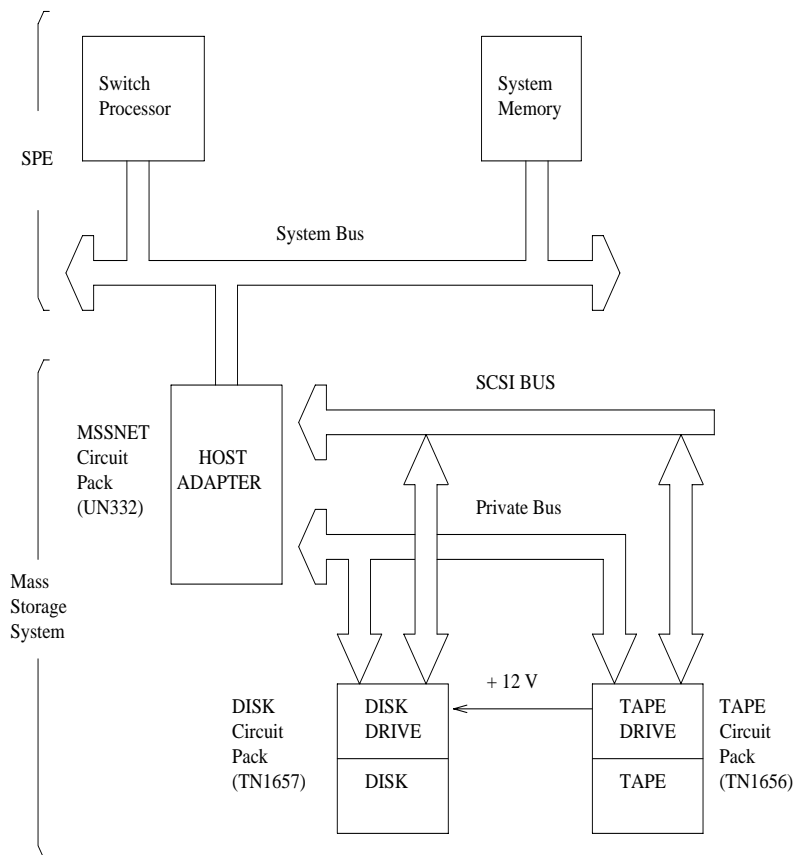 Switch
Processor
System
Memory
SPE
System Bus
SCSI BUS
MSSNET
Circuit
Pack
(UN332)
HOST
ADAPTER
Private Bus
Mass
Storage
System
+ 12 V
DISK
Circuit
Pack
(TN1657)
DISK
DRIVE
DISK
TAPE
DRIVE
TAPE
TAPE
Circuit
Pack
(TN1656)